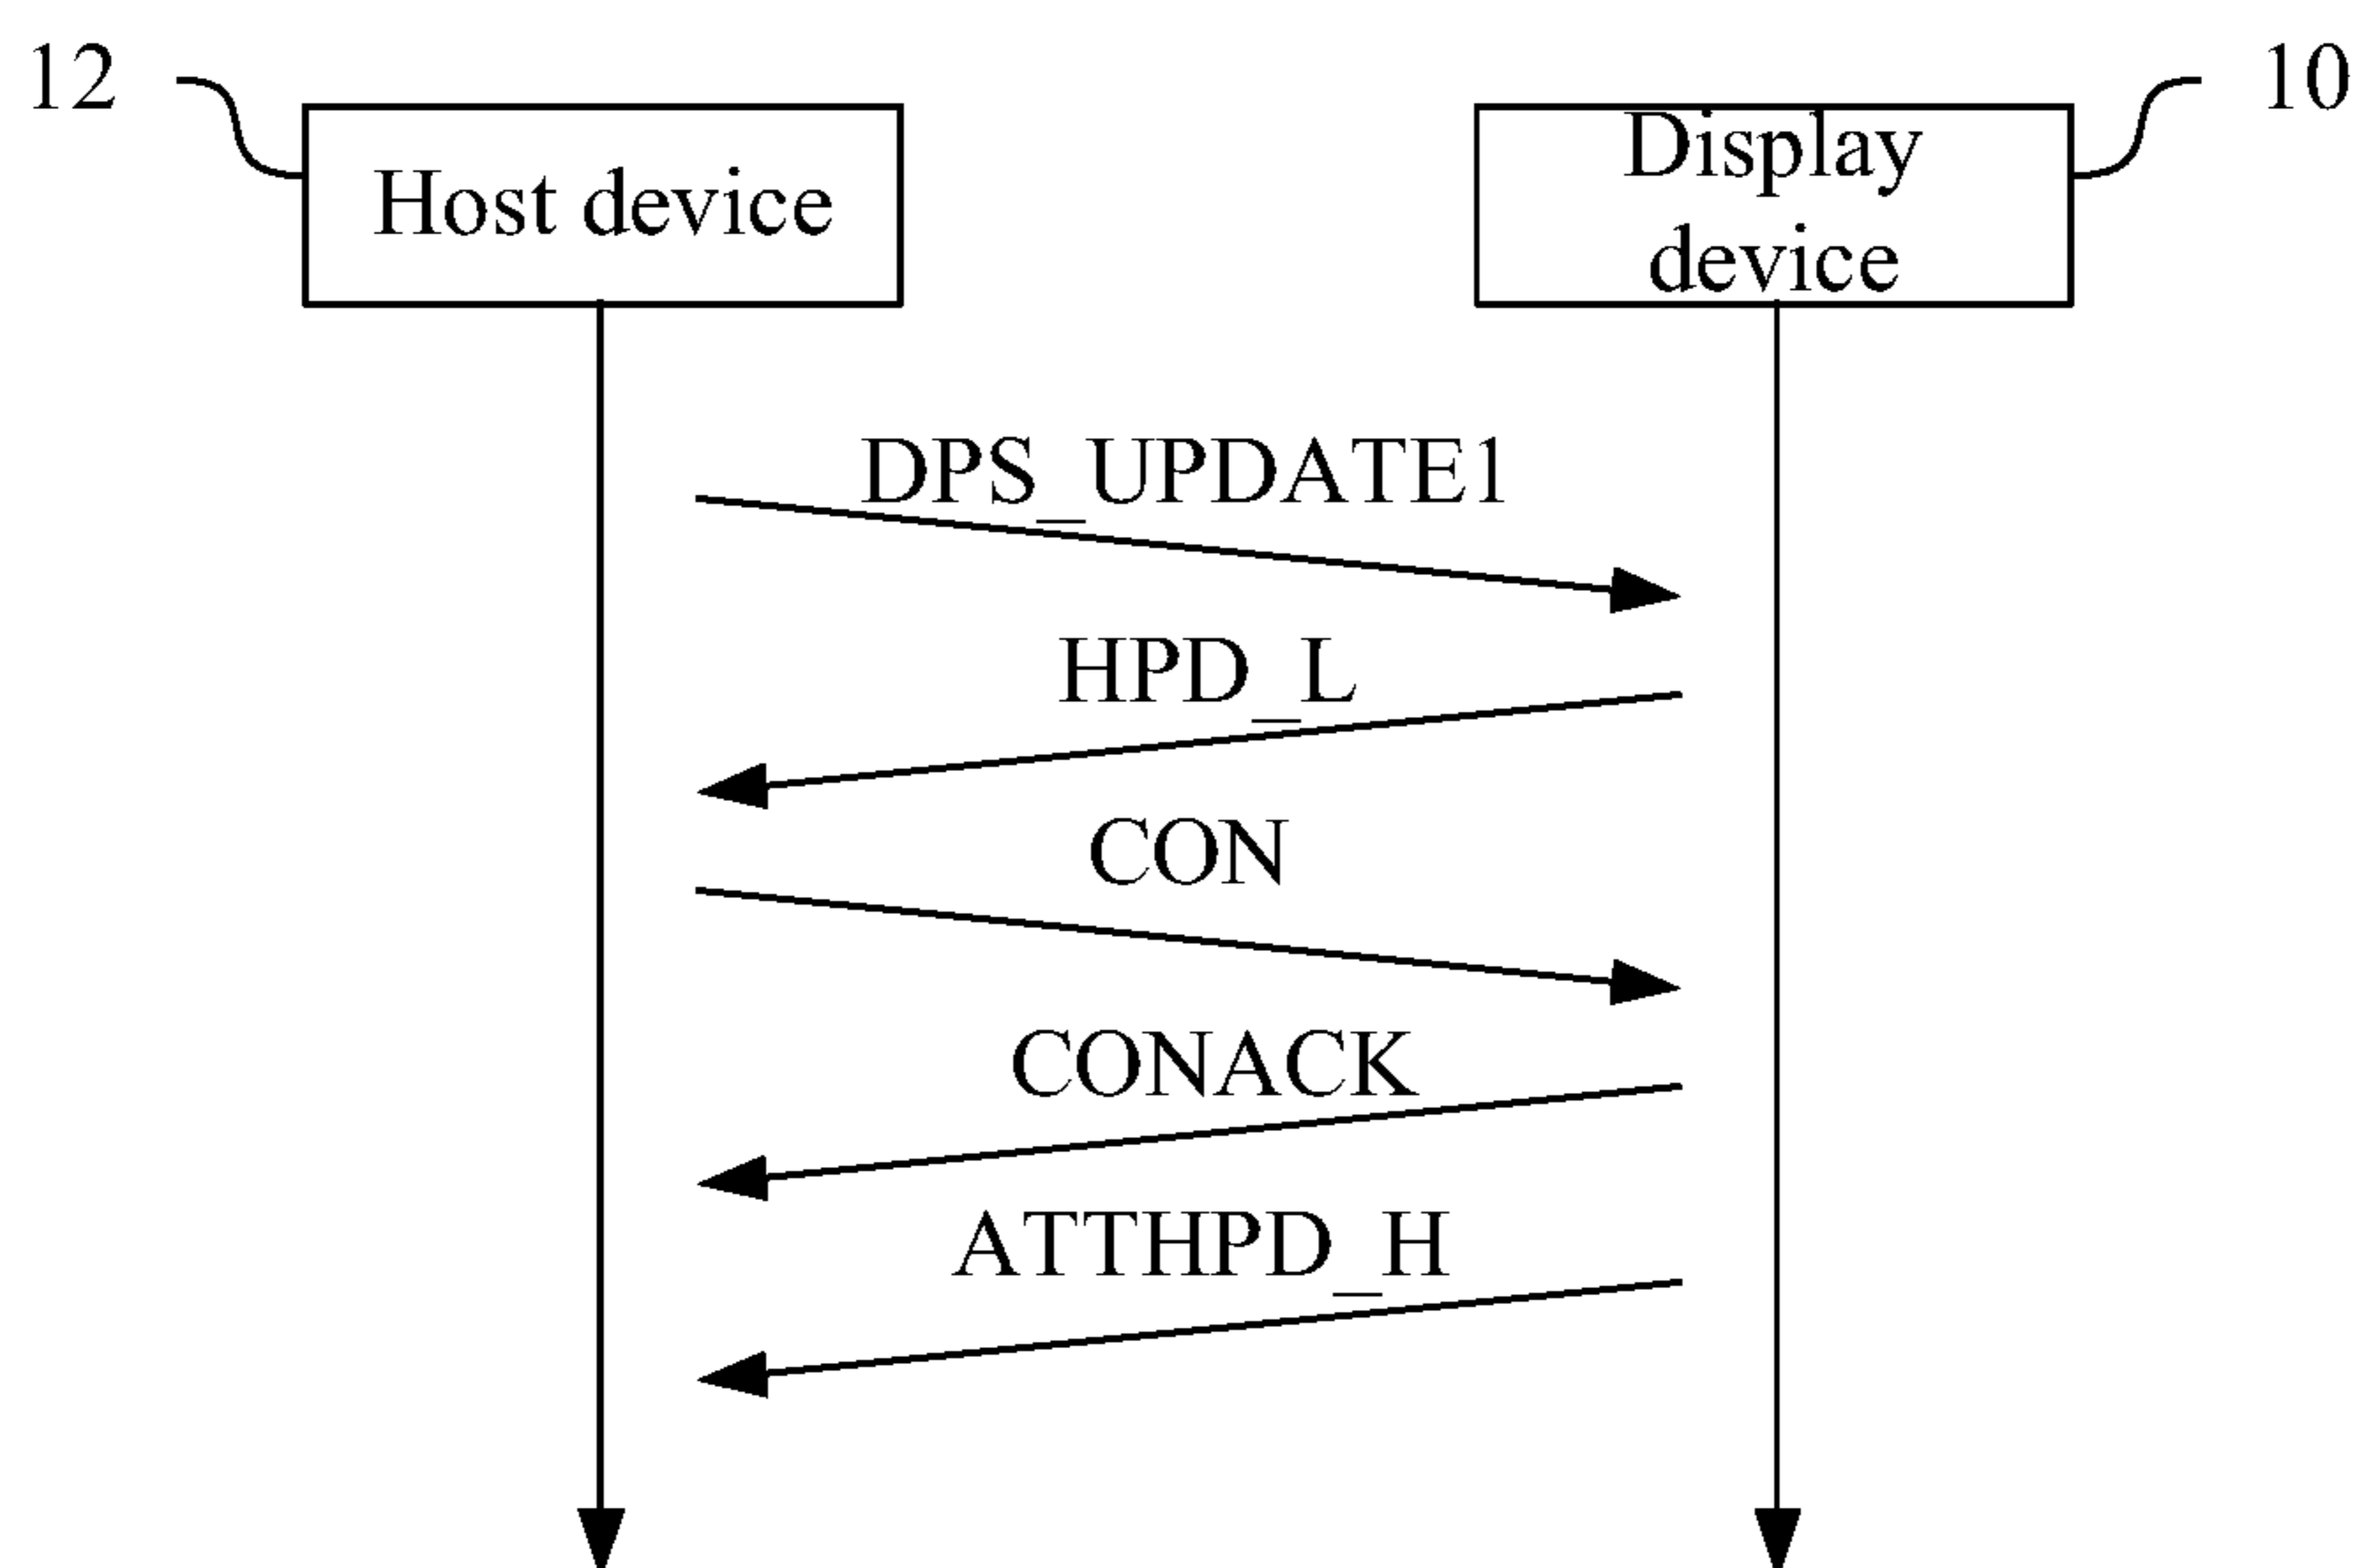 12
10
Host device
Display
device
DPS_UPDATE1
HPD_L
CON
CONACK
ATTHPD_H